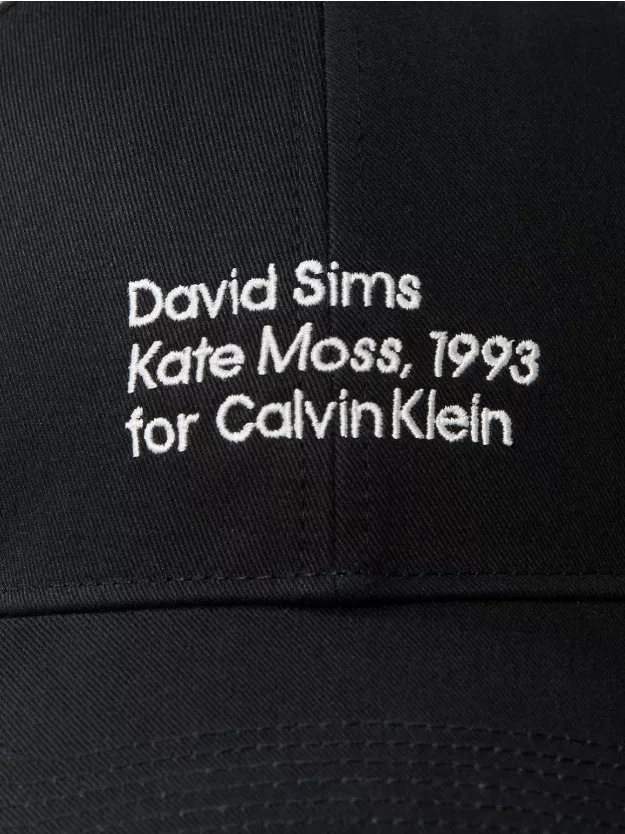 David Sims
Kate Moss, 1993
for Calvin Klein